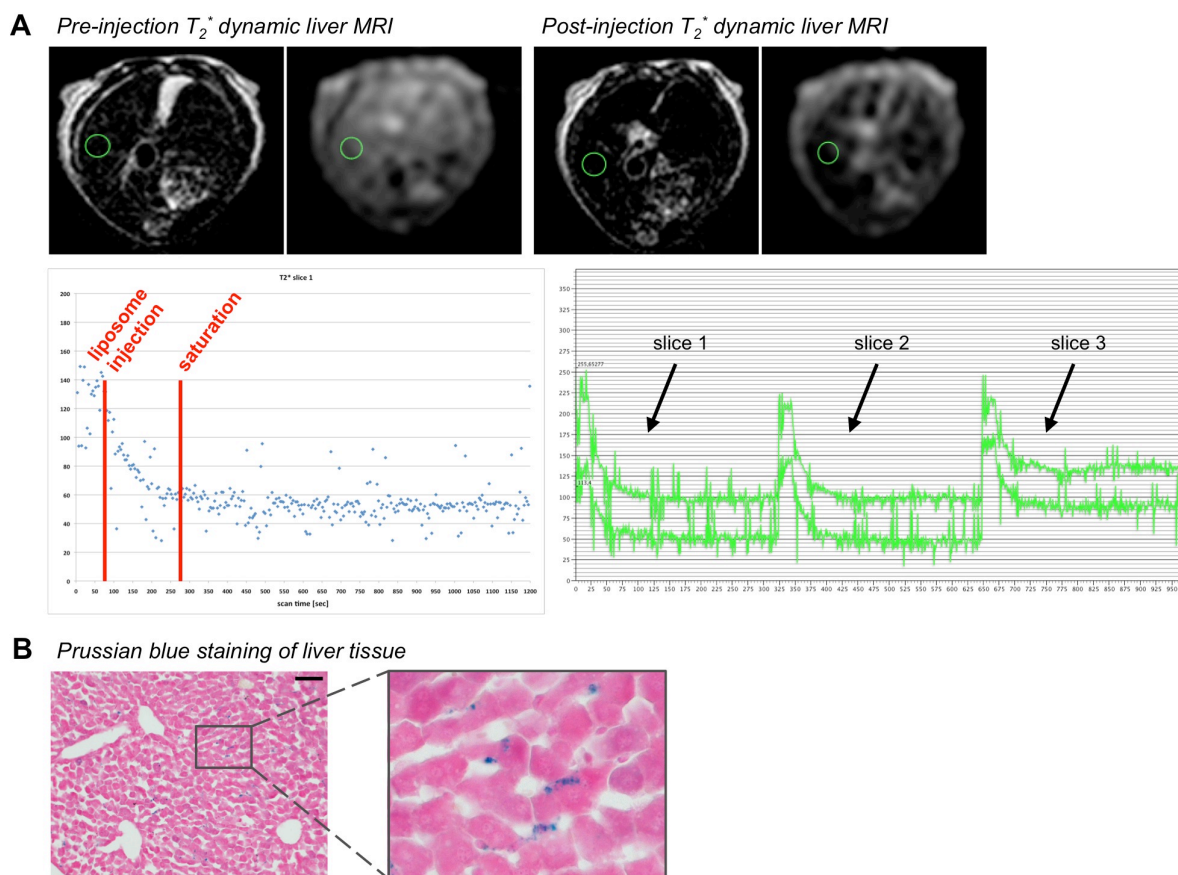 A
Pre-injection T2* dynamic liver MRI
Post-injection T2* dynamic liver MRI
T2* slice 1
200
180
160
140
120
100
80
60
40
20
0
liposome
injection
saturation
0 50 100 150 200 250 300 350 400 450 500 550 600 650 700 750 800 850 900 950 1000 1050 1100 1150 1200
scan time [sec]
350
325
300
275
250
225
200
175
150
125
100
75
50
25
0
255,85277
slice 1
slice 2
slice 3
0 25 50 75 100 125 150 175 200 225 250 275 300 325 350 375 400 425 450 475 500 525 550 575 600 625 650 675 700 725 750 775 800 825 850 875 900 925 950
B
Prussian blue staining of liver tissue